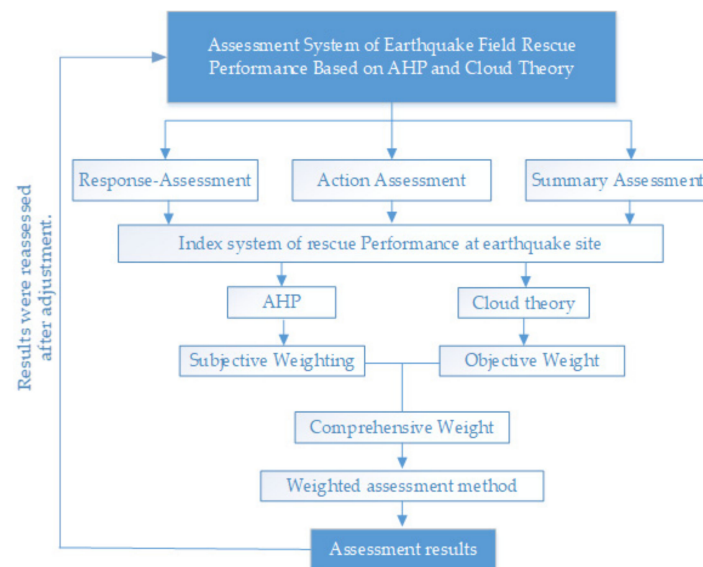 Assessment System of Earthquake Field Rescue
Performance Based on AHP and Cloud Theory
Response-Assessment
Action Assessment
Summary Assessment
Index system of rescue Performance at earthquake site
AHP
Cloud theory
Subjective Weighting
Objective Weight
Comprehensive Weight
Weighted assessment method
Assessment results
Results were reassessed
after adjustment.